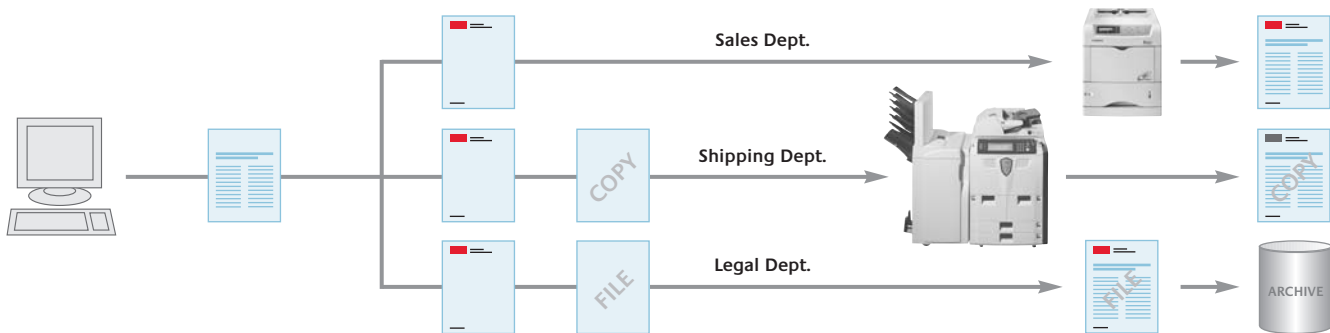 Sales Dept.
COPY
Shipping Dept.
COPY
FILE
Legal Dept.
FILE
ARCHIVE